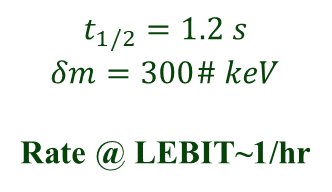 t1/2 = 1.2 s
δm = 300# keV
Rate @ LEBIT~1/hr